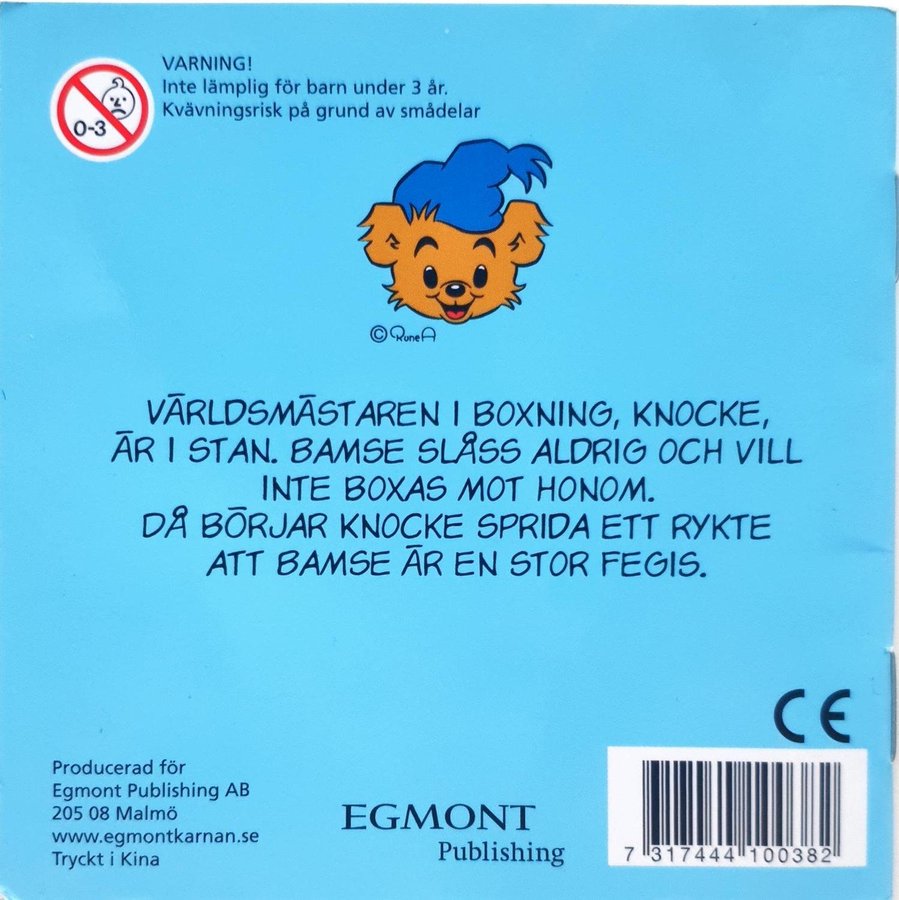 VARNING!
Inte lämplig för barn under 3 år.
Kvävningsrisk på grund av smådelar
0-3
© Rune A
VÄRLDSMÄSTAREN I BOXNING, KNOCKE,
ÄR I STAN. BAMSE SLÅSS ALDRIG OCH VILL
INTE BOXAS MOT HONOM.
DÅ BÖRJAR KNOCKE SPRIDA ETT RYKTE
ATT BAMSE ÄR EN STOR FEGIS.
CE
Producerad för
Egmont Publishing AB
205 08 Malmö
www.egmontkarnan.se
Tryckt i Kina
EGMONT
Publishing
7 317444 100382